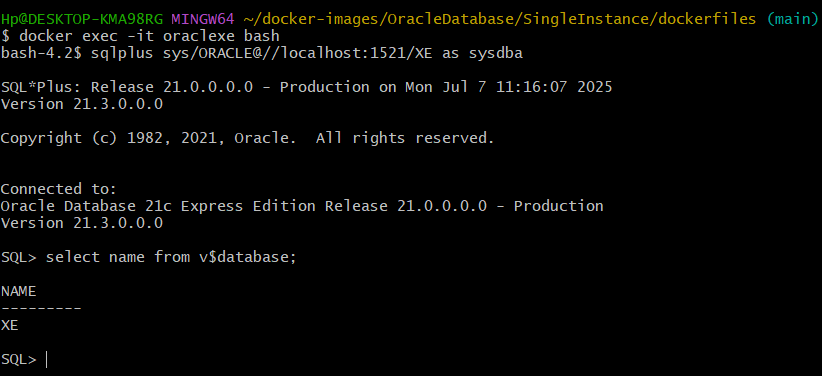 Hp@DESKTOP-KMA98RG MINGW64 ~/docker-images/OracleDatabase/SingleInstance/dockerfiles (main)
$ docker exec -it oraclexe bash
bash-4.2$ sqlplus sys/ORACLE@//localhost:1521/XE as sysdba
SQL*Plus: Release 21.0.0.0.0 - Production on Mon Jul 7 11:16:07 2025
Version 21.3.0.0.0
Copyright (c) 1982, 2021, Oracle.  All rights reserved.
Connected to:
Oracle Database 21c Express Edition Release 21.0.0.0.0 - Production
Version 21.3.0.0.0
SQL> select name from v$database;
NAME
---------
XE
SQL>